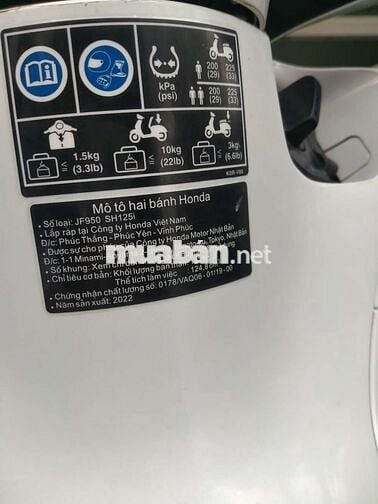 kPa
(psi)
200 225
(29) (33)
200 225
(29) (33)
1.5kg
(3.3lb)
10kg
(22lb)
3kg
(6.6lb)
Mô tô hai bánh Honda
• Số loại: JF950 SH125i
• Lắp ráp tại Công ty Honda Việt Nam
Đ/c: Phúc Thắng - Phúc Yên - Vĩnh Phúc
• Được sự cho phép của Công ty Honda Motor Nhật Bản
Đ/c: 1-1 Minami- Nhật Bản
• Số khung: Xem
• Chỉ tiêu cơ bản: Khối lượng bản thân : 
Thể tích làm việc : 124,8
• Chứng nhận chất lượng số: 0178/VAQ06 - 01/19-00
• Năm sản xuất: 2022
muaban.net